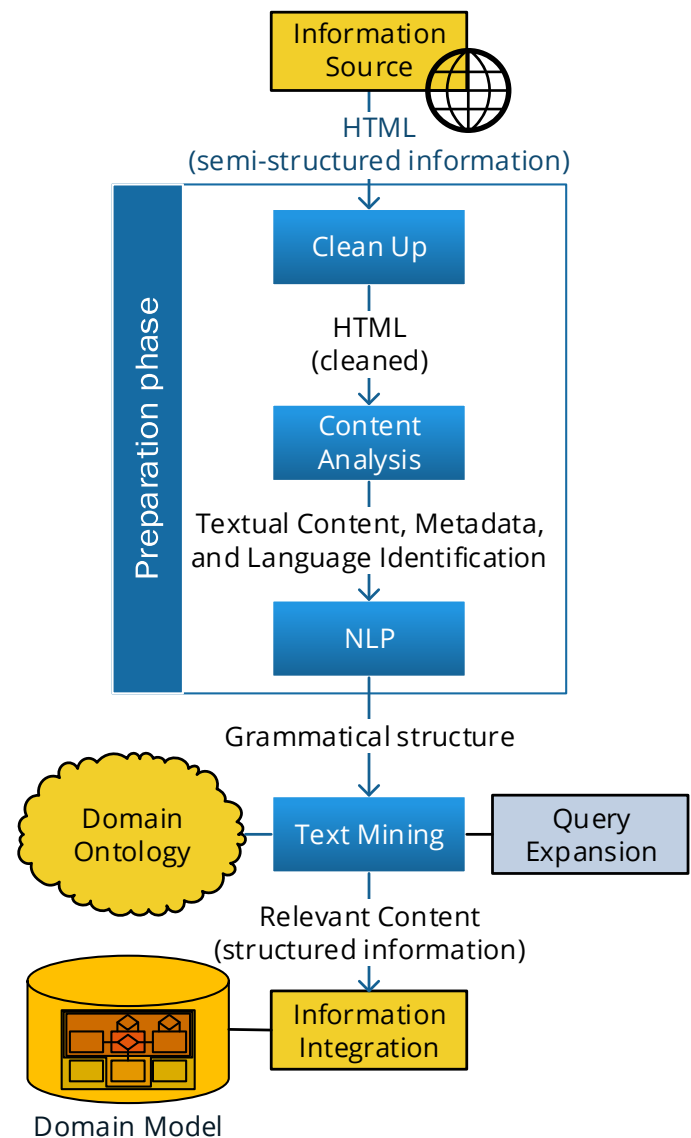 Information
Source
HTML
(semi-structured information)
Preparation phase
Clean Up
HTML
(cleaned)
Content
Analysis
Textual Content, Metadata,
and Language Identification
NLP
Grammatical structure
Domain
Ontology
Text Mining
Query
Expansion
Relevant Content
(structured information)
Information
Integration
Domain Model